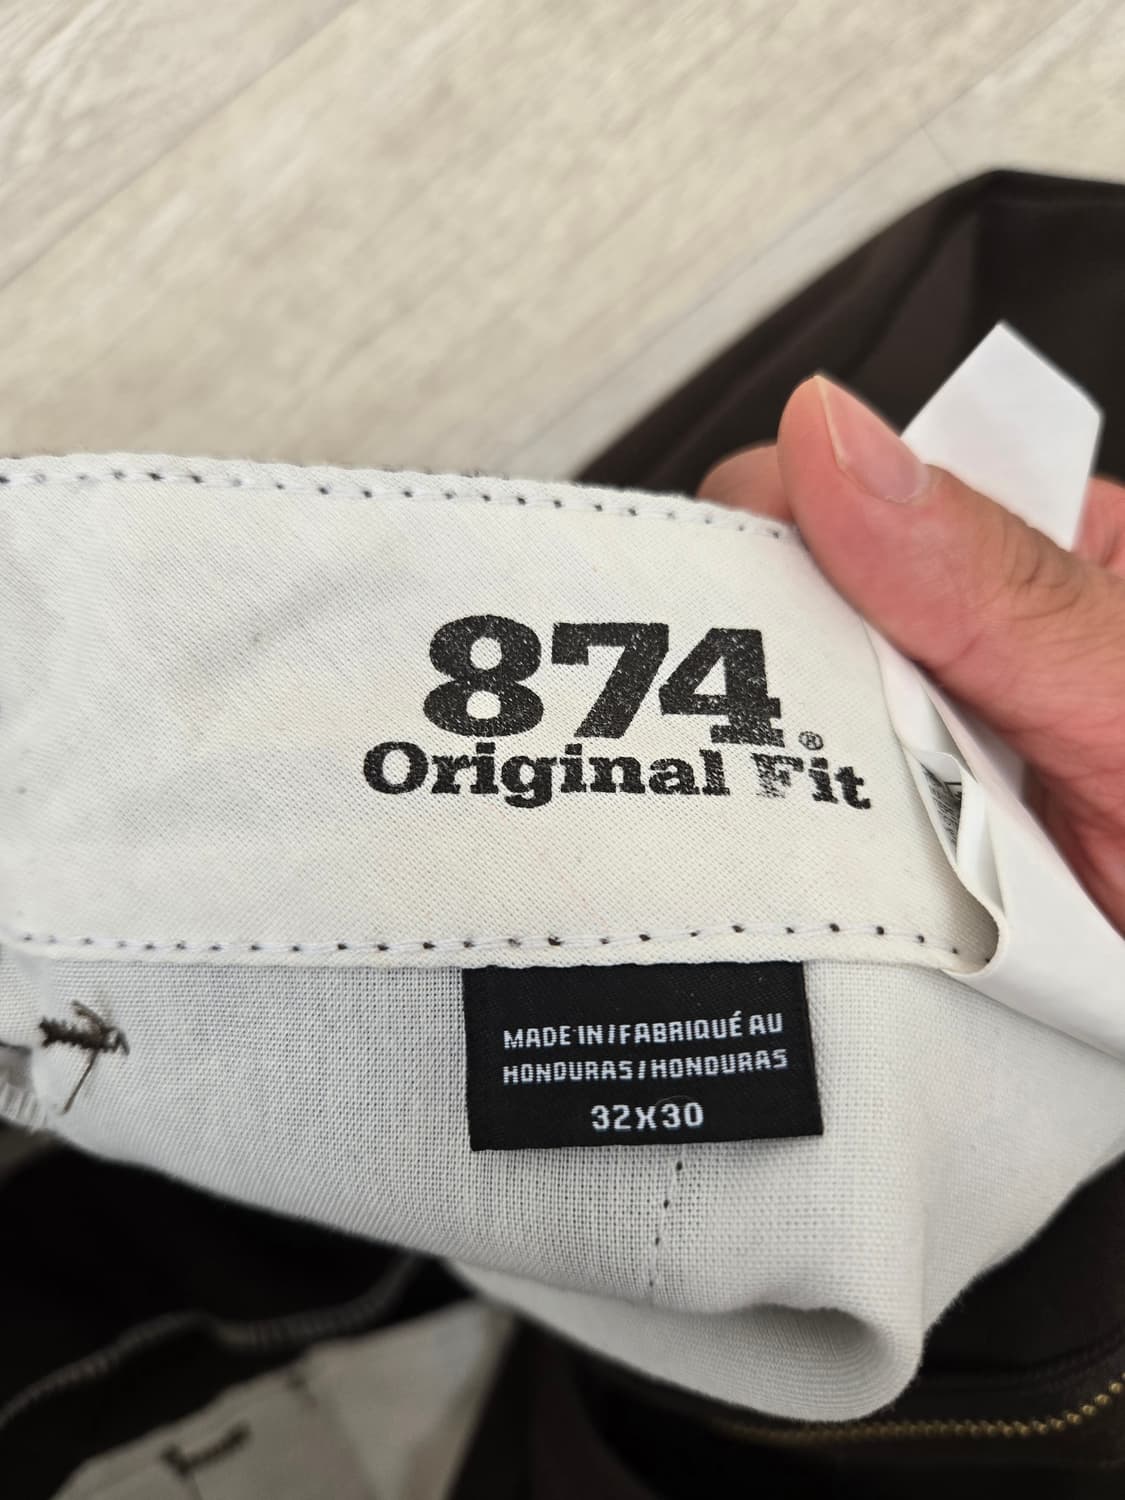 874®
Original Fit
MADE IN/FABRIQUÉ AU
HONDURAS/HONDURAS
32X30